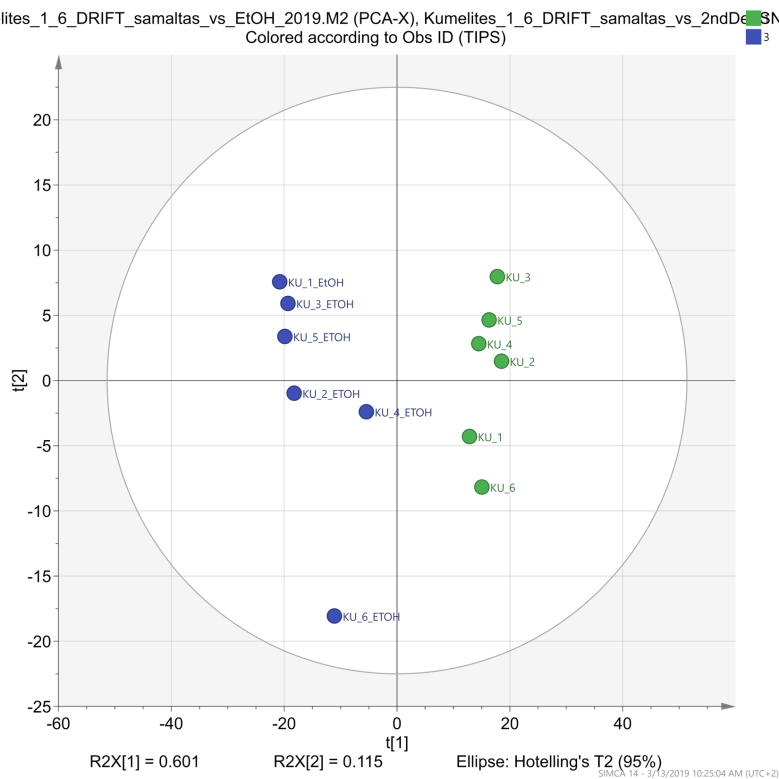 lites_1_6_DRIFT_samaltas_vs_EtOH_2019.M2 (PCA-X), Kumelites_1_6_DRIFT_samaltas_vs_2ndDe
Colored according to Obs ID (TIPS)
3
t[2]
20
15
10
5
0
-5
-10
-15
-20
-25
KU_1_EtOH
KU_3_ETOH
KU_5_ETOH
KU_2_ETOH
KU_4_ETOH
KU_6_ETOH
KU_3
KU_5
KU_4
KU_2
KU_1
KU_6
-60 -40 -20 0 20 40
t[1]
R2X[1] = 0.601 R2X[2] = 0.115 Ellipse: Hotelling's T2 (95%)
SIMCA 14 - 3/13/2019 10:25:04 AM (UTC+2)